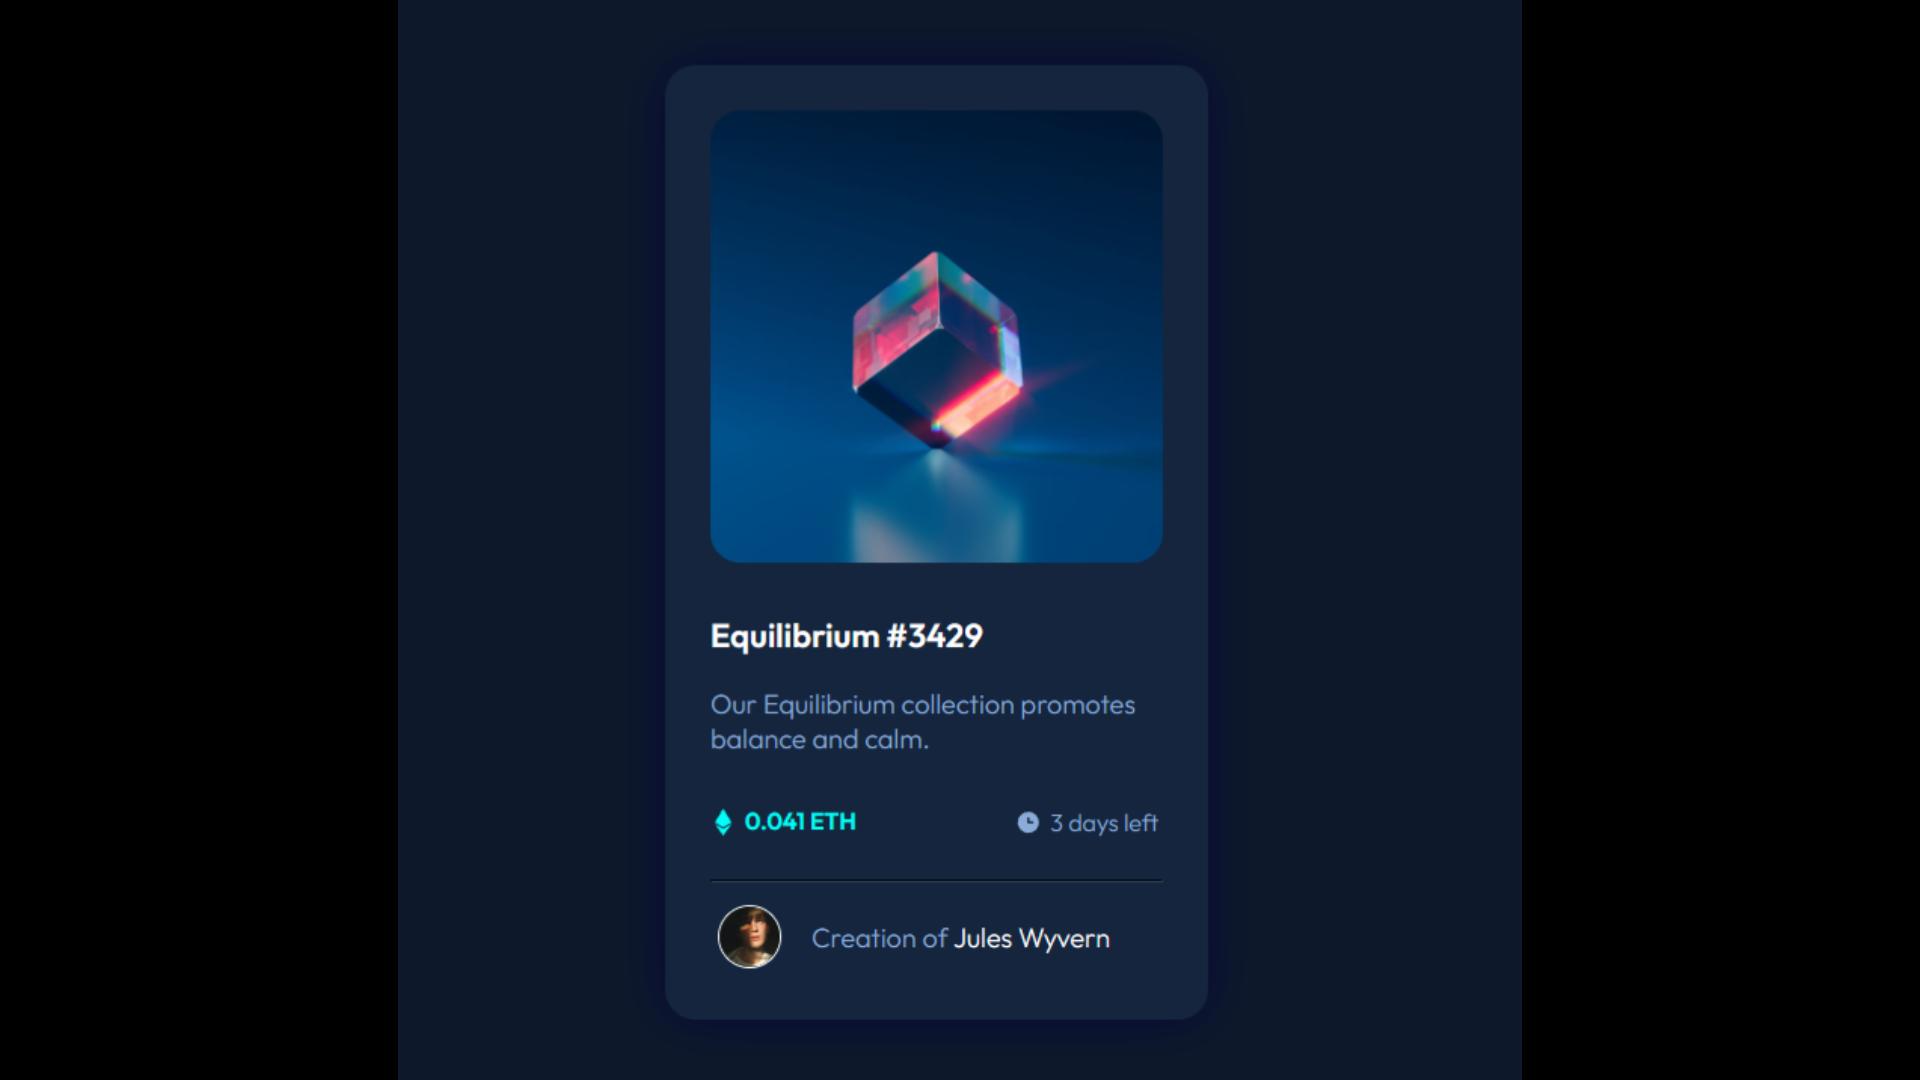 Equilibrium #3429
Our Equilibrium collection promotes
balance and calm.
0.041 ETH
3 days left
Creation of Jules Wyvern